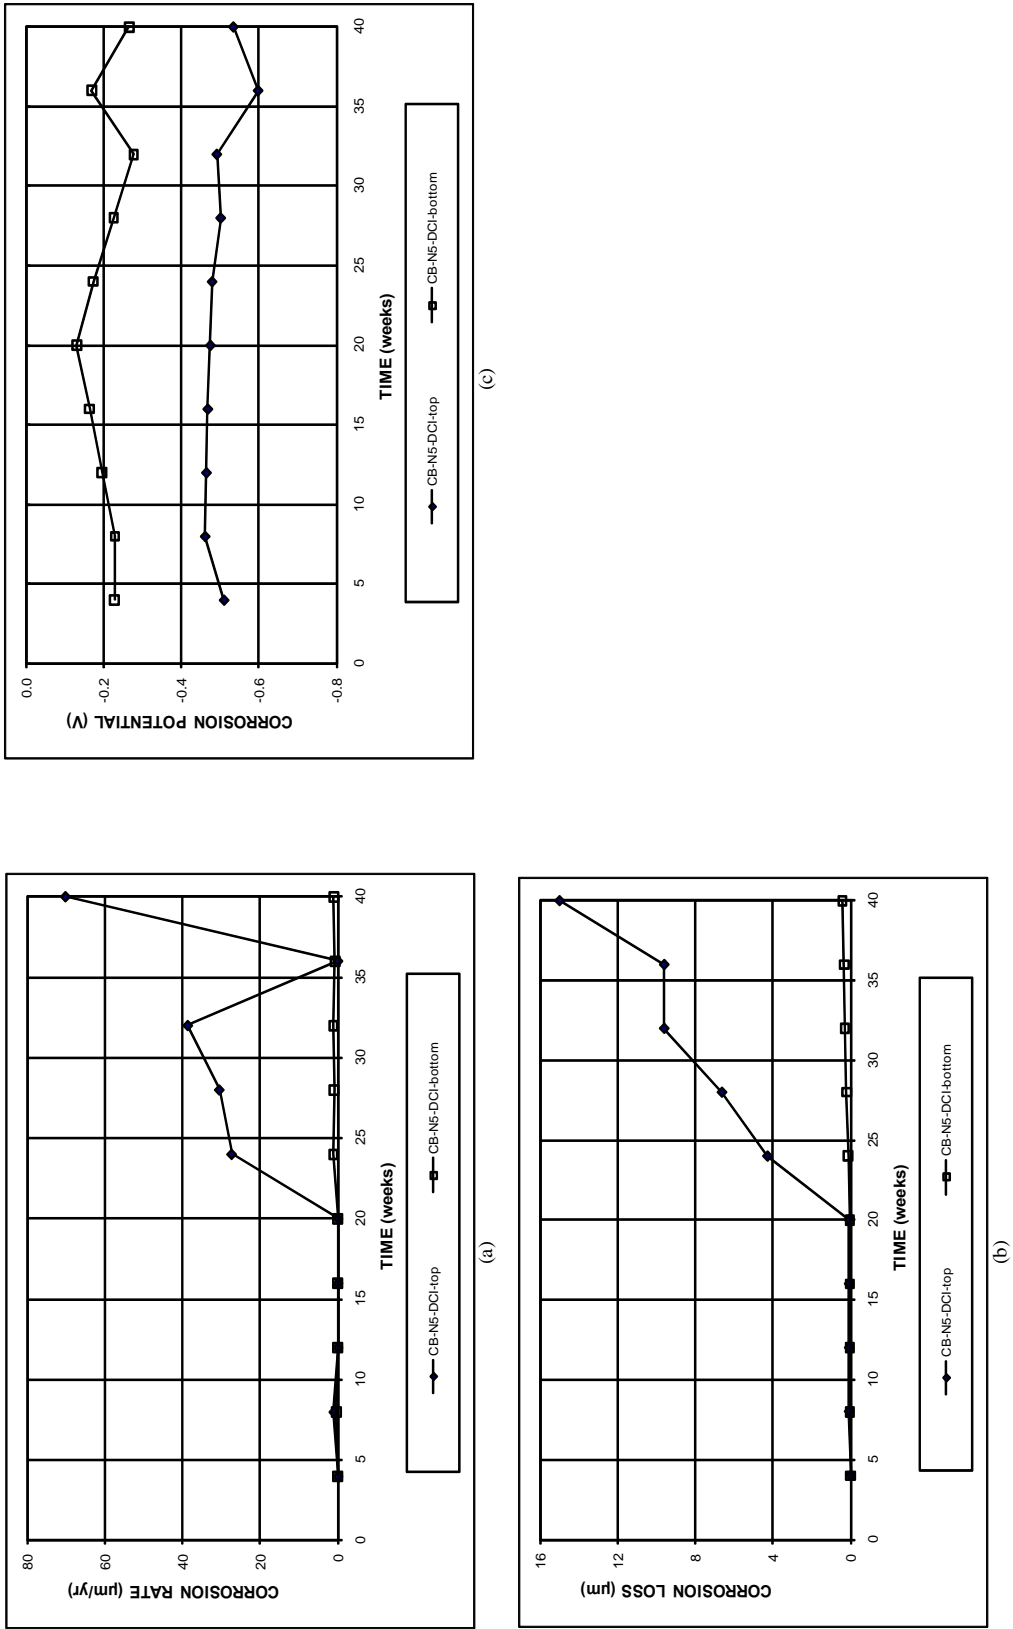 80
60
40
20
0
0
5
10
15
20
25
30
35
40
CORROSION RATE (µm/yr)
TIME (weeks)
CB-N5-DCI-top
CB-N5-DCI-bottom
(a)
16
12
8
4
0
0
5
10
15
20
25
30
35
40
CORROSION LOSS (µm)
TIME (weeks)
CB-N5-DCI-top
CB-N5-DCI-bottom
(b)
0.0
-0.2
-0.4
-0.6
-0.8
0
5
10
15
20
25
30
35
40
CORROSION POTENTIAL (V)
TIME (weeks)
CB-N5-DCI-top
CB-N5-DCI-bottom
(c)